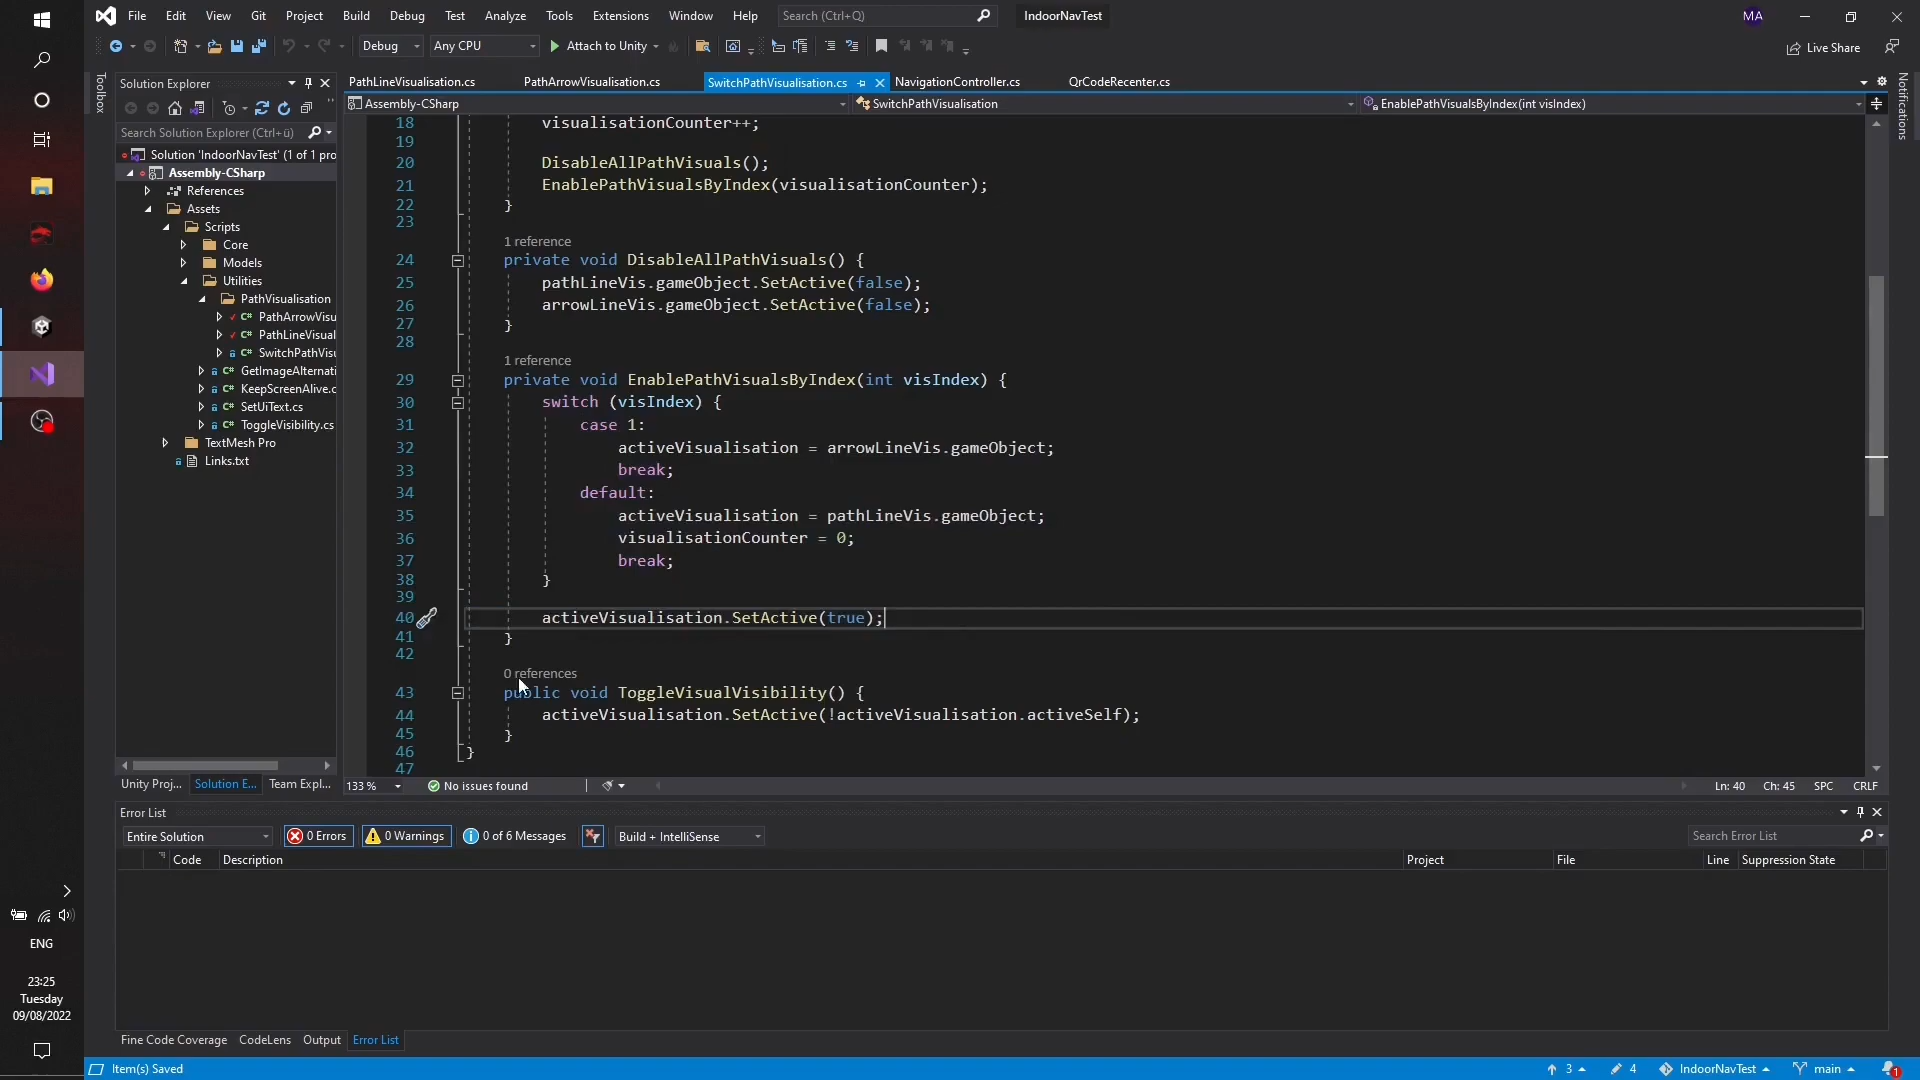 File Edit View Git Project Build Debug Test Analyze Tools Extensions Window Help Search (Ctrl+Q) IndoorNavTest MA
Debug Any CPU Attach to Unity Live Share
Toolbox
Notifications
Solution Explorer
Search Solution Explorer (Ctrl+ü)
Solution 'IndoorNavTest' (1 of 1 pro
Assembly-CSharp
References
Assets
Scripts
Core
Models
Utilities
PathVisualisation
C# PathArrowVisu
C# PathLineVisual
C# SwitchPathVisu
C# GetImageAlternati
C# KeepScreenAlive.c
C# SetUiText.cs
C# ToggleVisibility.cs
TextMesh Pro
Links.txt
Unity Proj... Solution E... Team Expl...
PathLineVisualisation.cs PathArrowVisualisation.cs SwitchPathVisualisation.cs NavigationController.cs QrCodeRecenter.cs
Assembly-CSharp SwitchPathVisualisation EnablePathVisualsByIndex(int visIndex)
18 visualisationCounter++;
19
20 DisableAllPathVisuals();
21 EnablePathVisualsByIndex(visualisationCounter);
22 }
23
1 reference
24 private void DisableAllPathVisuals() {
25 pathLineVis.gameObject.SetActive(false);
26 arrowLineVis.gameObject.SetActive(false);
27 }
28
1 reference
29 private void EnablePathVisualsByIndex(int visIndex) {
30 switch (visIndex) {
31 case 1:
32 activeVisualisation = arrowLineVis.gameObject;
33 break;
34 default:
35 activeVisualisation = pathLineVis.gameObject;
36 visualisationCounter = 0;
37 break;
38 }
39
40 activeVisualisation.SetActive(true);
41 }
42
0 references
43 public void ToggleVisualVisibility() {
44 activeVisualisation.SetActive(!activeVisualisation.activeSelf);
45 }
46 }
47
133 % No issues found Ln: 40 Ch: 45 SPC CRLF
Error List
Entire Solution 0 Errors 0 Warnings 0 of 6 Messages Build + IntelliSense Search Error List
Code Description Project File Line Suppression State
Fine Code Coverage CodeLens Output Error List
Item(s) Saved 3 4 IndoorNavTest main 1
ENG
23:25
Tuesday
09/08/2022